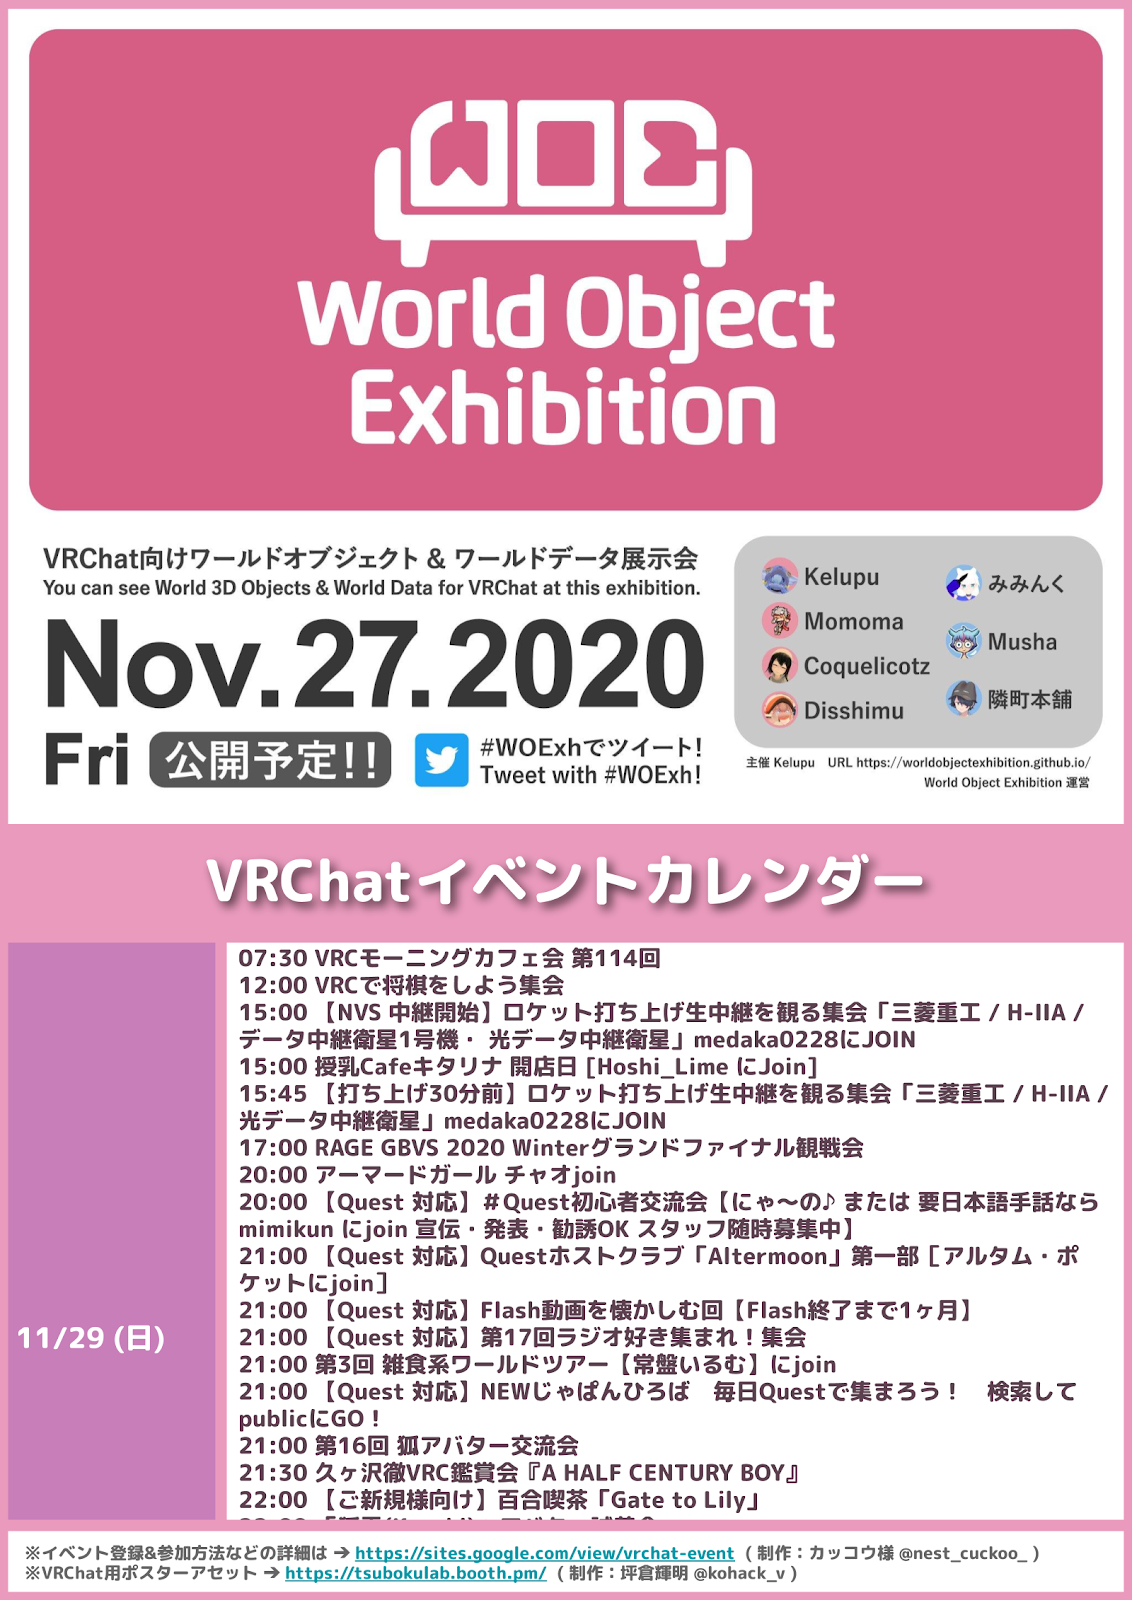 WOE
World Object
Exhibition
VRChat向けワールドオブジェクト & ワールドデータ展示会
You can see World 3D Objects & World Data for VRChat at this exhibition.
Nov.27.2020
Fri 公開予定!!
#WOExhでツイート!
Tweet with #WOExh!
Kelupu
Momoma
Coquelicotz
Disshimu
みみんく
Musha
隣町本舗
主催 Kelupu URL https://worldobjectexhibition.github.io/
World Object Exhibition 運営
VRChatイベントカレンダー
11/29 (日)
07:30 VRCモーニングカフェ会 第114回
12:00 VRCで将棋をしよう集会
15:00 【NVS 中継開始】ロケット打ち上げ生中継を観る集会「三菱重工 / H-IIA /
データ中継衛星1号機・ 光データ中継衛星」medaka0228にJOIN
15:00 授乳Cafeキタリナ 開店日 [Hoshi_Lime にJoin]
15:45 【打ち上げ30分前】ロケット打ち上げ生中継を観る集会「三菱重工 / H-IIA /
光データ中継衛星」medaka0228にJOIN
17:00 RAGE GBVS 2020 Winterグランドファイナル観戦会
20:00 アーマードガール チャオjoin
20:00 【Quest 対応】＃Quest初心者交流会【にゃ〜の♪ または 要日本語手話なら
mimikun にjoin 宣伝・発表・勧誘OK スタッフ随時募集中】
21:00 【Quest 対応】Questホストクラブ「Altermoon」第一部［アルタム・ポ
ケットにjoin］
21:00 【Quest 対応】Flash動画を懐かしむ回【Flash終了まで1ヶ月】
21:00 【Quest 対応】第17回ラジオ好き集まれ！集会
21:00 第3回 雑食系ワールドツアー【常盤いるむ】にjoin
21:00 【Quest 対応】NEWじゃぱんひろば　毎日Questで集まろう！　検索して
publicにGO！
21:00 第16回 狐アバター交流会
21:30 久ヶ沢徹VRC鑑賞会『A HALF CENTURY BOY』
22:00 【ご新規様向け】百合喫茶「Gate to Lily」
※イベント登録&参加方法などの詳細は ➔ https://sites.google.com/view/vrchat-event （ 制作：カッコウ様 @nest_cuckoo_ ）
※VRChat用ポスターアセット ➔ https://tsubokulab.booth.pm/ （ 制作：坪倉輝明 @kohack_v ）